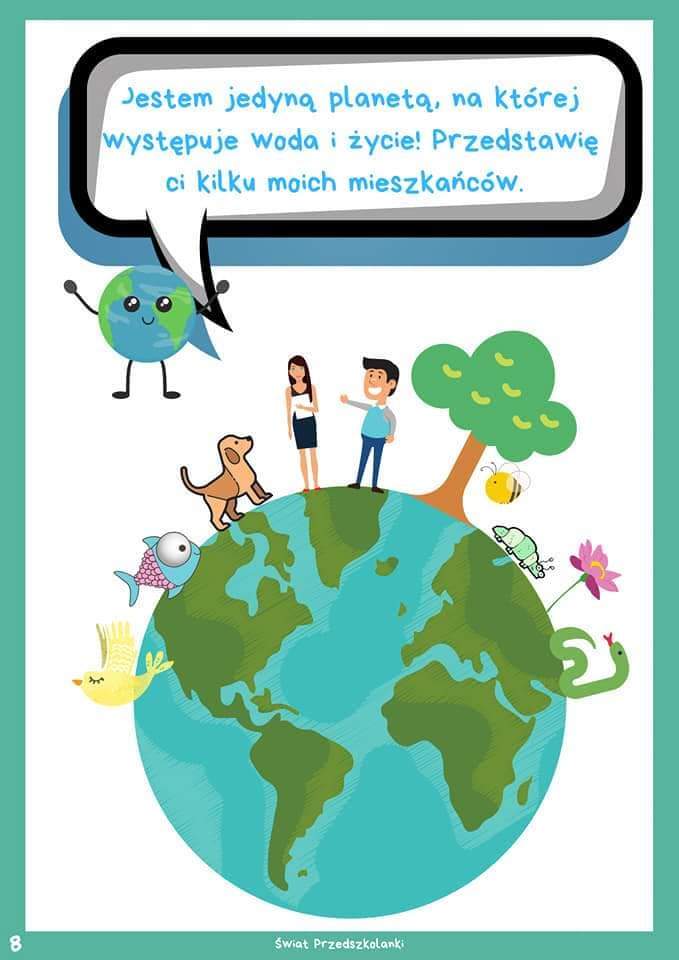 Jestem jedyną planetą, na której
występuje woda i życie! Przedstawię
ci kilku moich mieszkańców.
8
Świat Przedszkolanki